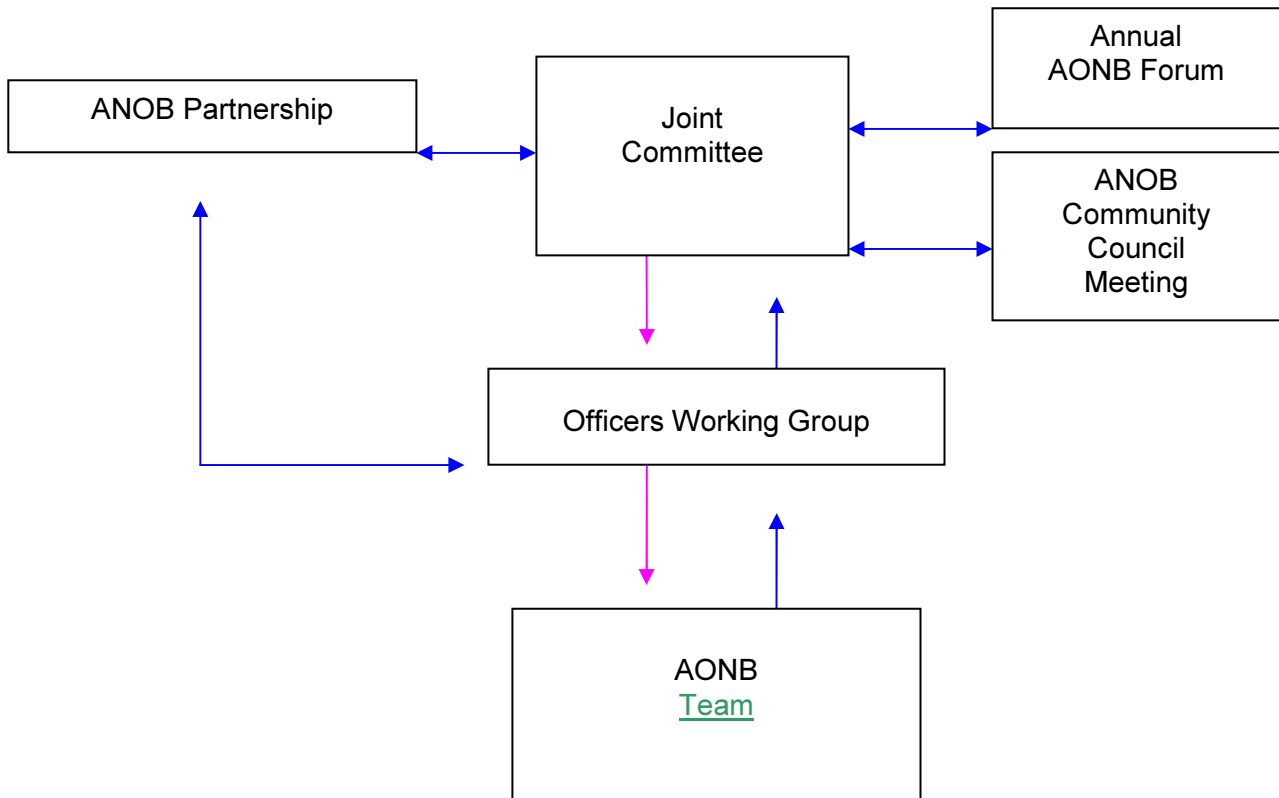 ANOB Partnership
Joint
Committee
Annual
AONB Forum
ANOB
Community
Council
Meeting
Officers Working Group
AONB
Team